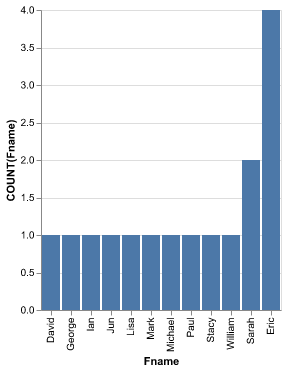 4.0
3.5
3.0
2.5
2.0
1.5
1.0
0.5
0.0
COUNT(Fname)
David
George
Ian
Jun
Lisa
Mark
Michael
Paul
Stacy
William
Sarah
Eric
Fname